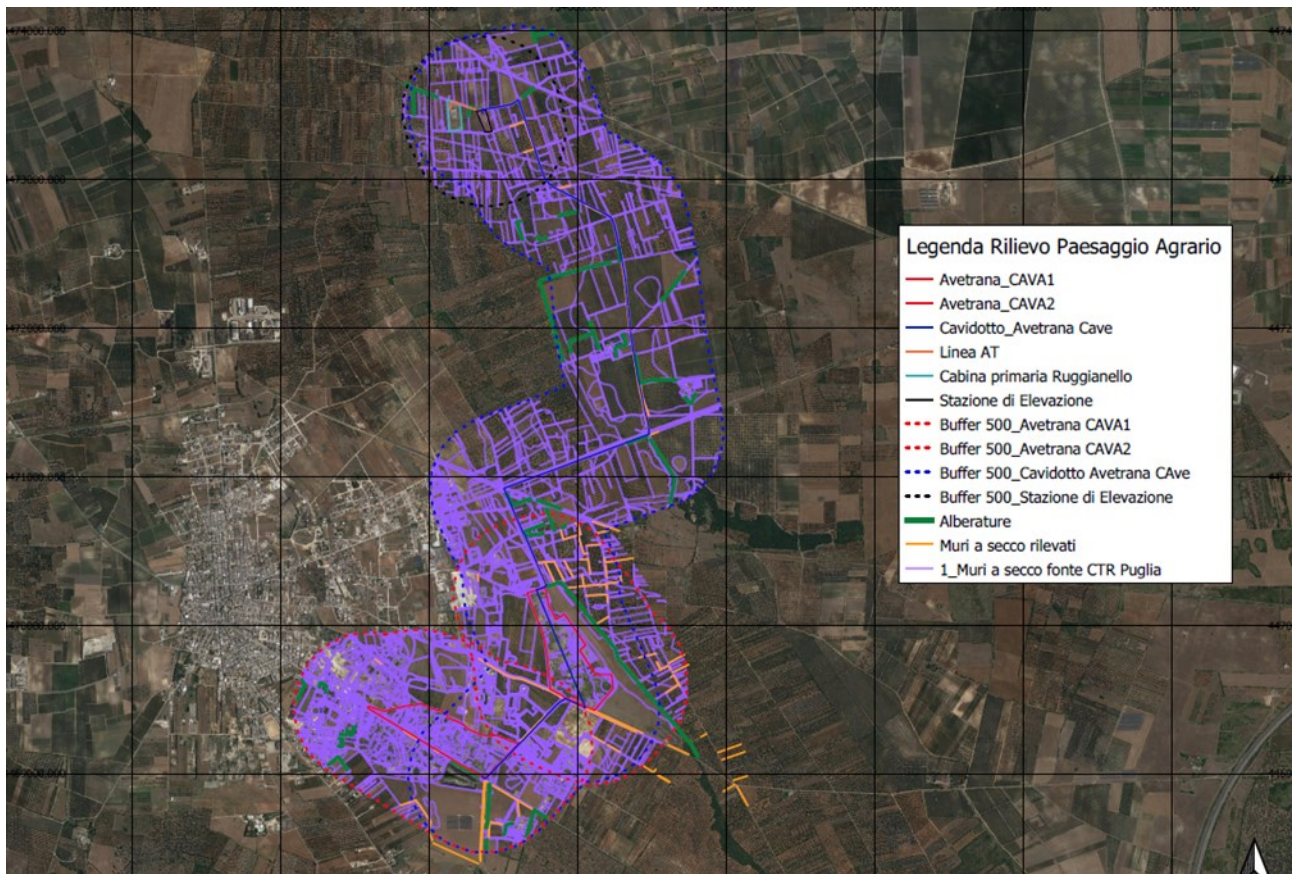 4474000.000
Legenda Rilievo Paesaggio Agrario
Avetrana_CAVA1
Avetrana_CAVA2
Cavidotto_Avetrana Cave
Linea AT
Cabina primaria Ruggianello
Stazione di Elevazione
Buffer 500_Avetrana CAVA1
Buffer 500_Avetrana CAVA2
Buffer 500_Cavidotto Avetrana CAve
Buffer 500_Stazione di Elevazione
Alberature
Muri a secco rilevati
1_Muri a secco fonte CTR Puglia